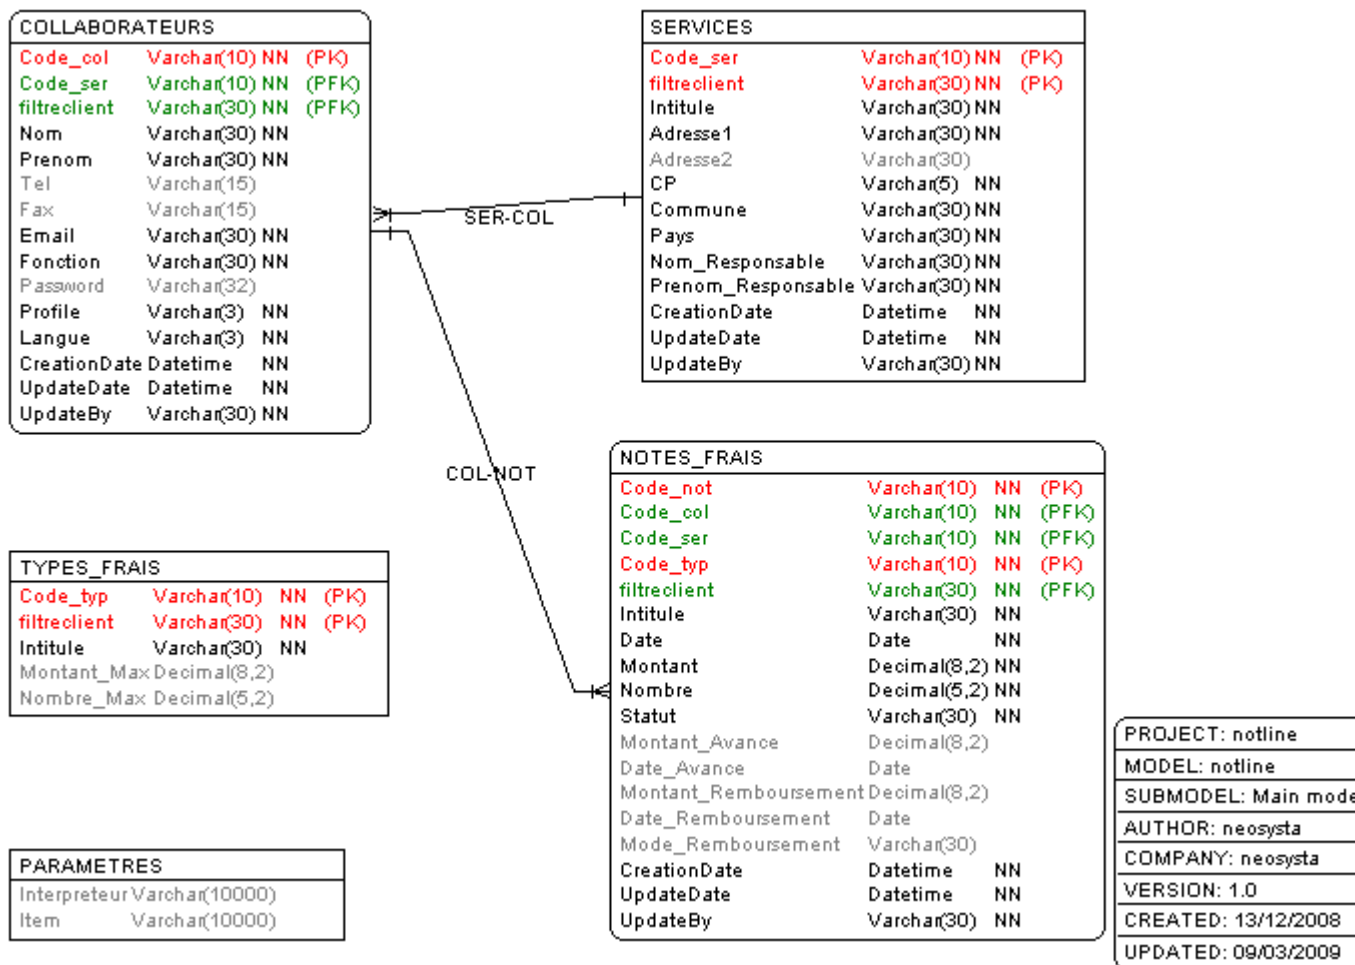 COLLABORATEURS
Code_col Varchar(10) NN (PK)
Code_ser Varchar(10) NN (PFK)
filtreclient Varchar(30) NN (PFK)
Nom Varchar(30) NN
Prenom Varchar(30) NN
Tel Varchar(15)
Fax Varchar(15)
Email Varchar(30) NN
Fonction Varchar(30) NN
Password Varchar(32)
Profile Varchar(3) NN
Langue Varchar(3) NN
CreationDate Datetime NN
UpdateDate Datetime NN
UpdateBy Varchar(30) NN
SERVICES
Code_ser Varchar(10) NN (PK)
filtreclient Varchar(30) NN (PK)
Intitule Varchar(30) NN
Adresse1 Varchar(30) NN
Adresse2 Varchar(30)
CP Varchar(5) NN
Commune Varchar(30) NN
Pays Varchar(30) NN
Nom_Responsable Varchar(30) NN
Prenom_Responsable Varchar(30) NN
CreationDate Datetime NN
UpdateDate Datetime NN
UpdateBy Varchar(30) NN
SER-COL
COL-NOT
TYPES_FRAIS
Code_typ Varchar(10) NN (PK)
filtreclient Varchar(30) NN (PK)
Intitule Varchar(30) NN
Montant_Max Decimal(8,2)
Nombre_Max Decimal(5,2)
NOTES_FRAIS
Code_not Varchar(10) NN (PK)
Code_col Varchar(10) NN (PFK)
Code_ser Varchar(10) NN (PFK)
Code_typ Varchar(10) NN (PK)
filtreclient Varchar(30) NN (PFK)
Intitule Varchar(30) NN
Date Date NN
Montant Decimal(8,2) NN
Nombre Decimal(5,2) NN
Statut Varchar(30) NN
Montant_Avance Decimal(8,2)
Date_Avance Date
Montant_Remboursement Decimal(8,2)
Date_Remboursement Date
Mode_Remboursement Varchar(30)
CreationDate Datetime NN
UpdateDate Datetime NN
UpdateBy Varchar(30) NN
PARAMETRES
Interpreteur Varchar(10000)
Item Varchar(10000)
PROJECT: notline
MODEL: notline
SUBMODEL: Main mode
AUTHOR: neosysta
COMPANY: neosysta
VERSION: 1.0
CREATED: 13/12/2008
UPDATED: 09/03/2009